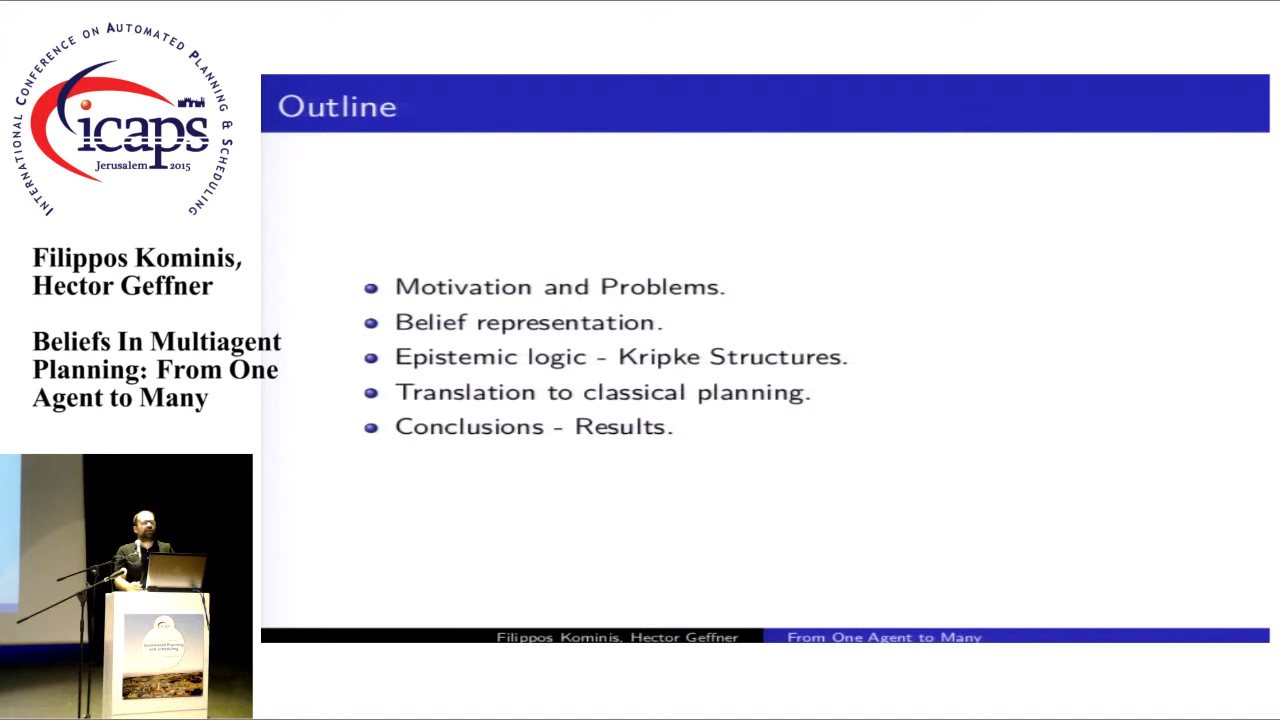 INTERNATIONAL CONFERENCE ON AUTOMATED PLANNING & SCHEDULING
icaps
Jerusalem 2015
Filippos Kominis,
Hector Geffner
Beliefs In Multiagent
Planning: From One
Agent to Many
Outline
Motivation and Problems.
Belief representation.
Epistemic logic - Kripke Structures.
Translation to classical planning.
Conclusions - Results.
Filippos Kominis, Hector Geffner
From One Agent to Many